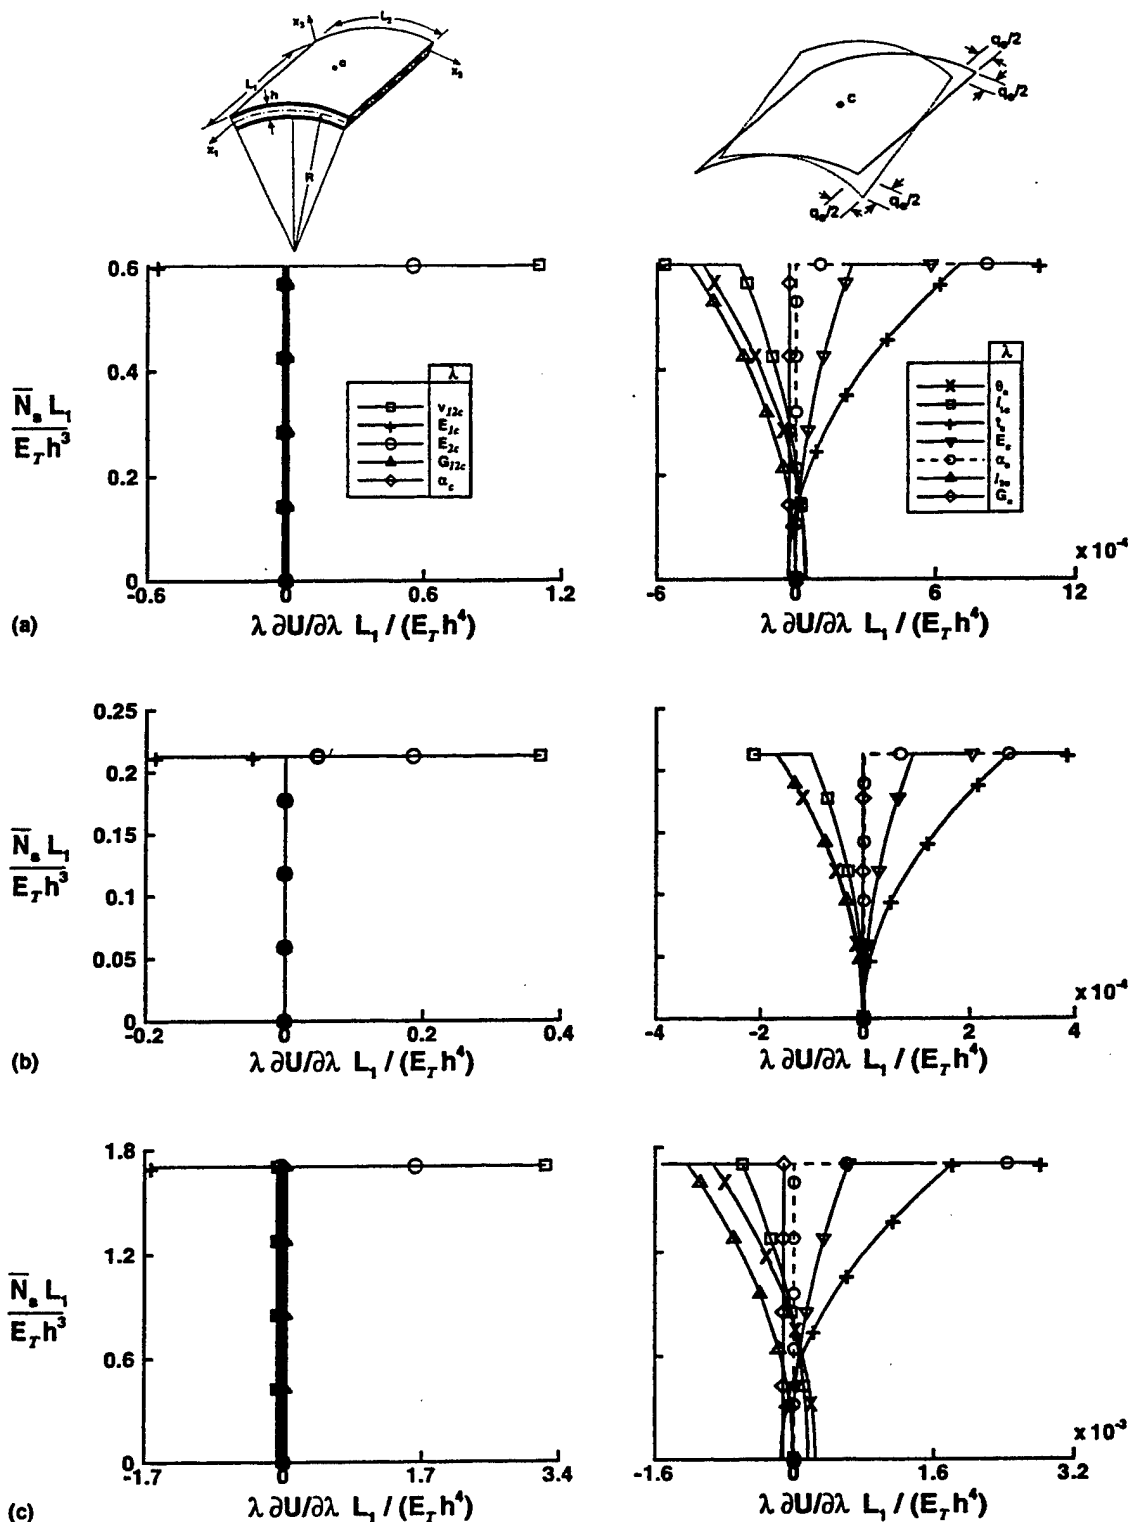 x₃
L₂
L₁
h
x₂
x₁
R
q₀/2
q₀/2
c
q₀/2
q₀/2
0.6
0.4
0.2
0
N̄ₛ L₁
E_T h³
λ
ν₁₂c
E₁c
E₂c
G₁₂c
α_c
-0.6 0 0.6 1.2
λ ∂U/∂λ L₁ / (E_T h⁴)
(a)
λ
E_c
-6 0 6 12
x 10⁻⁴
λ ∂U/∂λ L₁ / (E_T h⁴)
0.25
0.2
0.15
0.1
0.05
0
N̄ₛ L₁
E_T h³
-0.2 0 0.2 0.4
λ ∂U/∂λ L₁ / (E_T h⁴)
(b)
-4 -2 0 2 4
x 10⁻⁴
λ ∂U/∂λ L₁ / (E_T h⁴)
1.8
1.2
0.6
0
N̄ₛ L₁
E_T h³
-1.7 0 1.7 3.4
λ ∂U/∂λ L₁ / (E_T h⁴)
(c)
-1.6 0 1.6 3.2
x 10⁻³
λ ∂U/∂λ L₁ / (E_T h⁴)